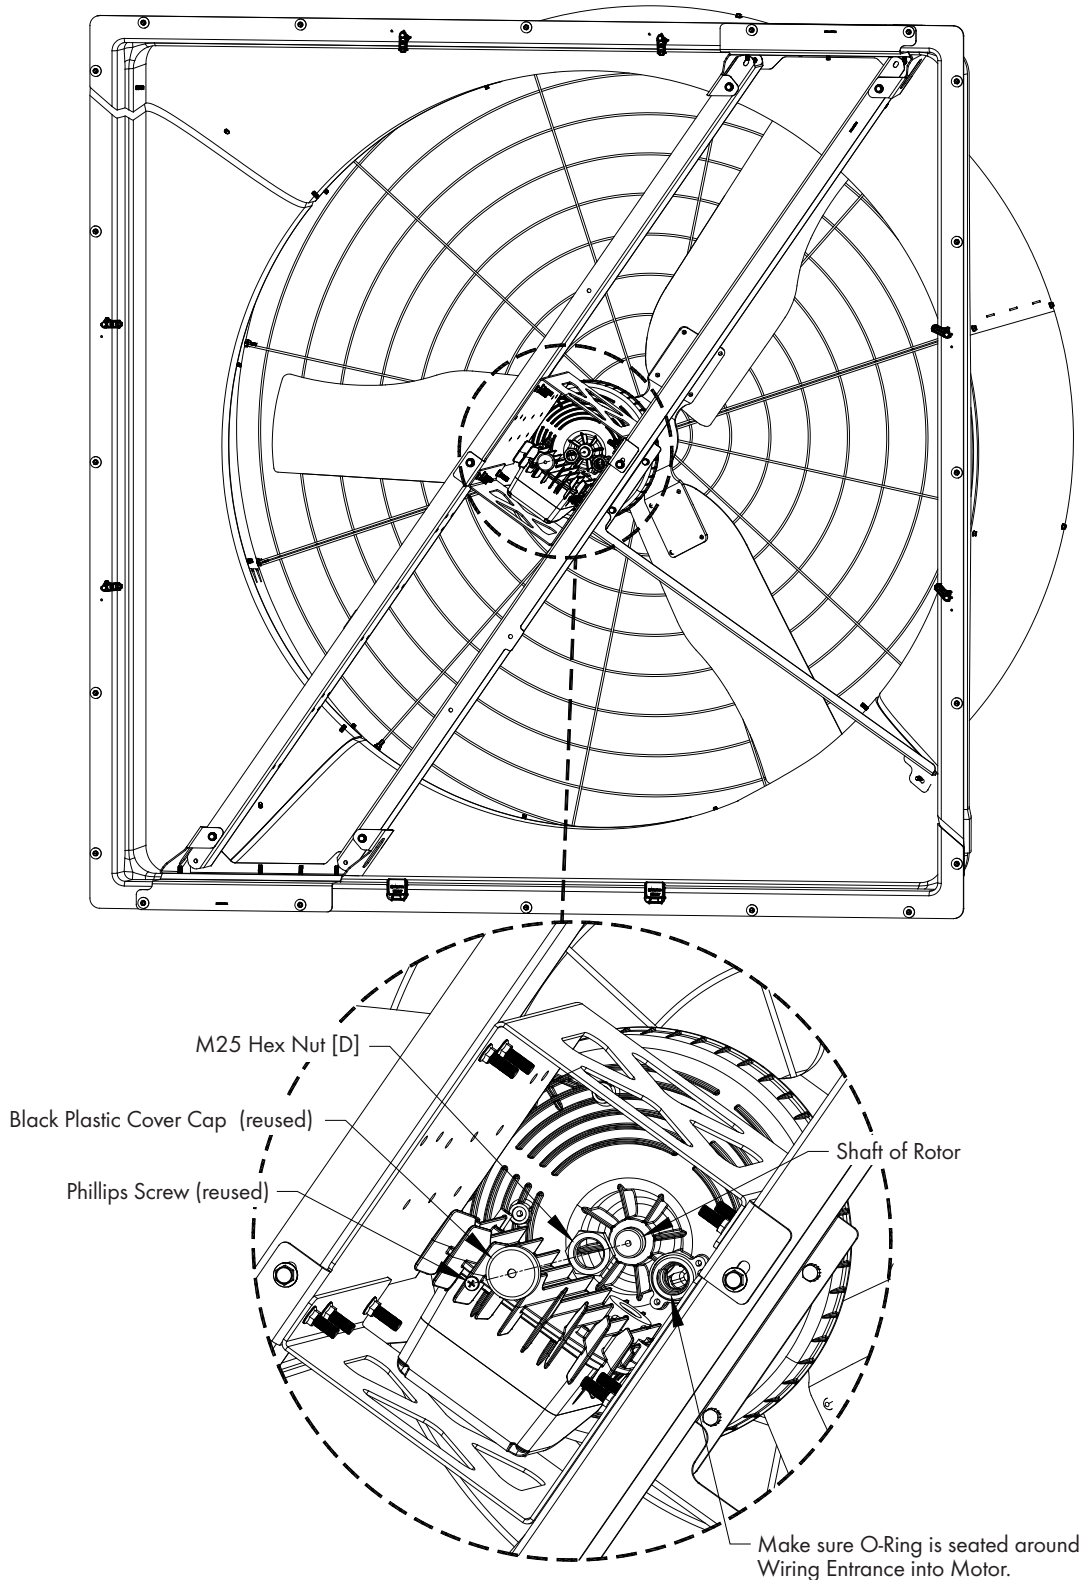 M25 Hex Nut [D]
Black Plastic Cover Cap (reused)
Shaft of Rotor
Phillips Screw (reused)
Make sure O-Ring is seated around
Wiring Entrance into Motor.